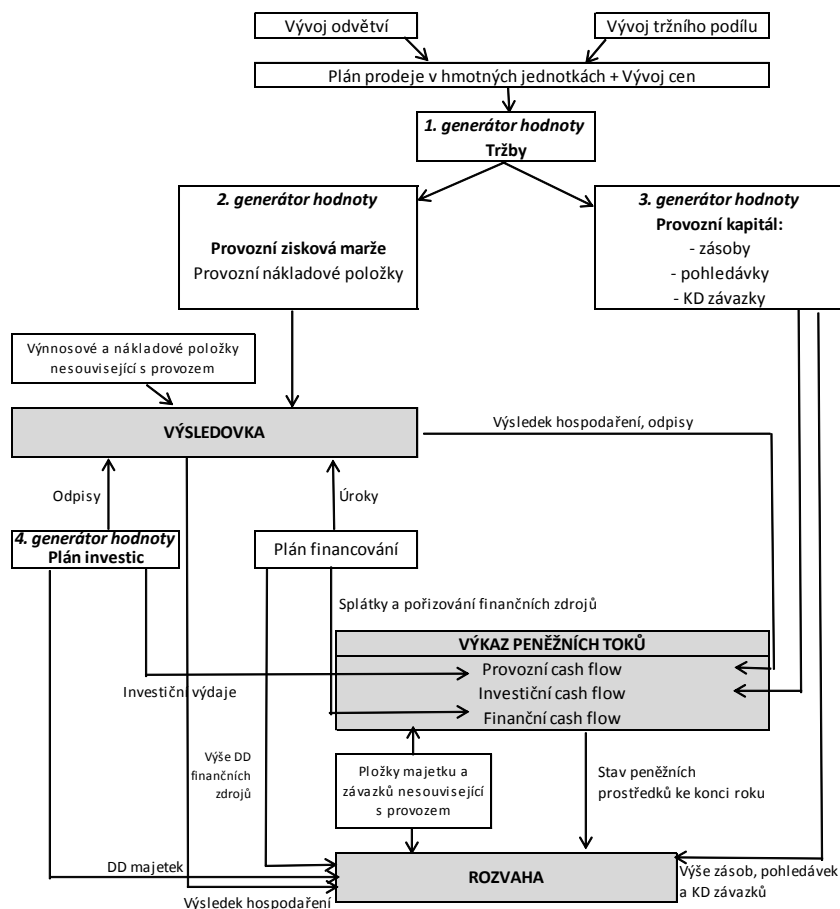 Vývoj odvětví
Vývoj tržního podílu
Plán prodeje v hmotných jednotkách + Vývoj cen
1. generátor hodnoty
Tržby
2. generátor hodnoty
Provozní zisková marže
Provozní nákladové položky
3. generátor hodnoty
Provozní kapitál:
- zásoby
- pohledávky
- KD závazky
Výnnosové a nákladové položky
nesouvisející s provozem
VÝSLEDOVKA
Výsledek hospodaření, odpisy
Odpisy
Úroky
4. generátor hodnoty
Plán investic
Plán financování
Splátky a pořizování finančních zdrojů
VÝKAZ PENĚŽNÍCH TOKŮ
Provozní cash flow
Investiční cash flow
Finanční cash flow
Investiční výdaje
Výše DD
finančních
zdrojů
Pložky majetku a
závazků nesouvisející
s provozem
Stav peněžních
prostředků ke konci roku
DD majetek
ROZVAHA
Výše zásob, pohledávek
a KD závazků
Výsledek hospodaření